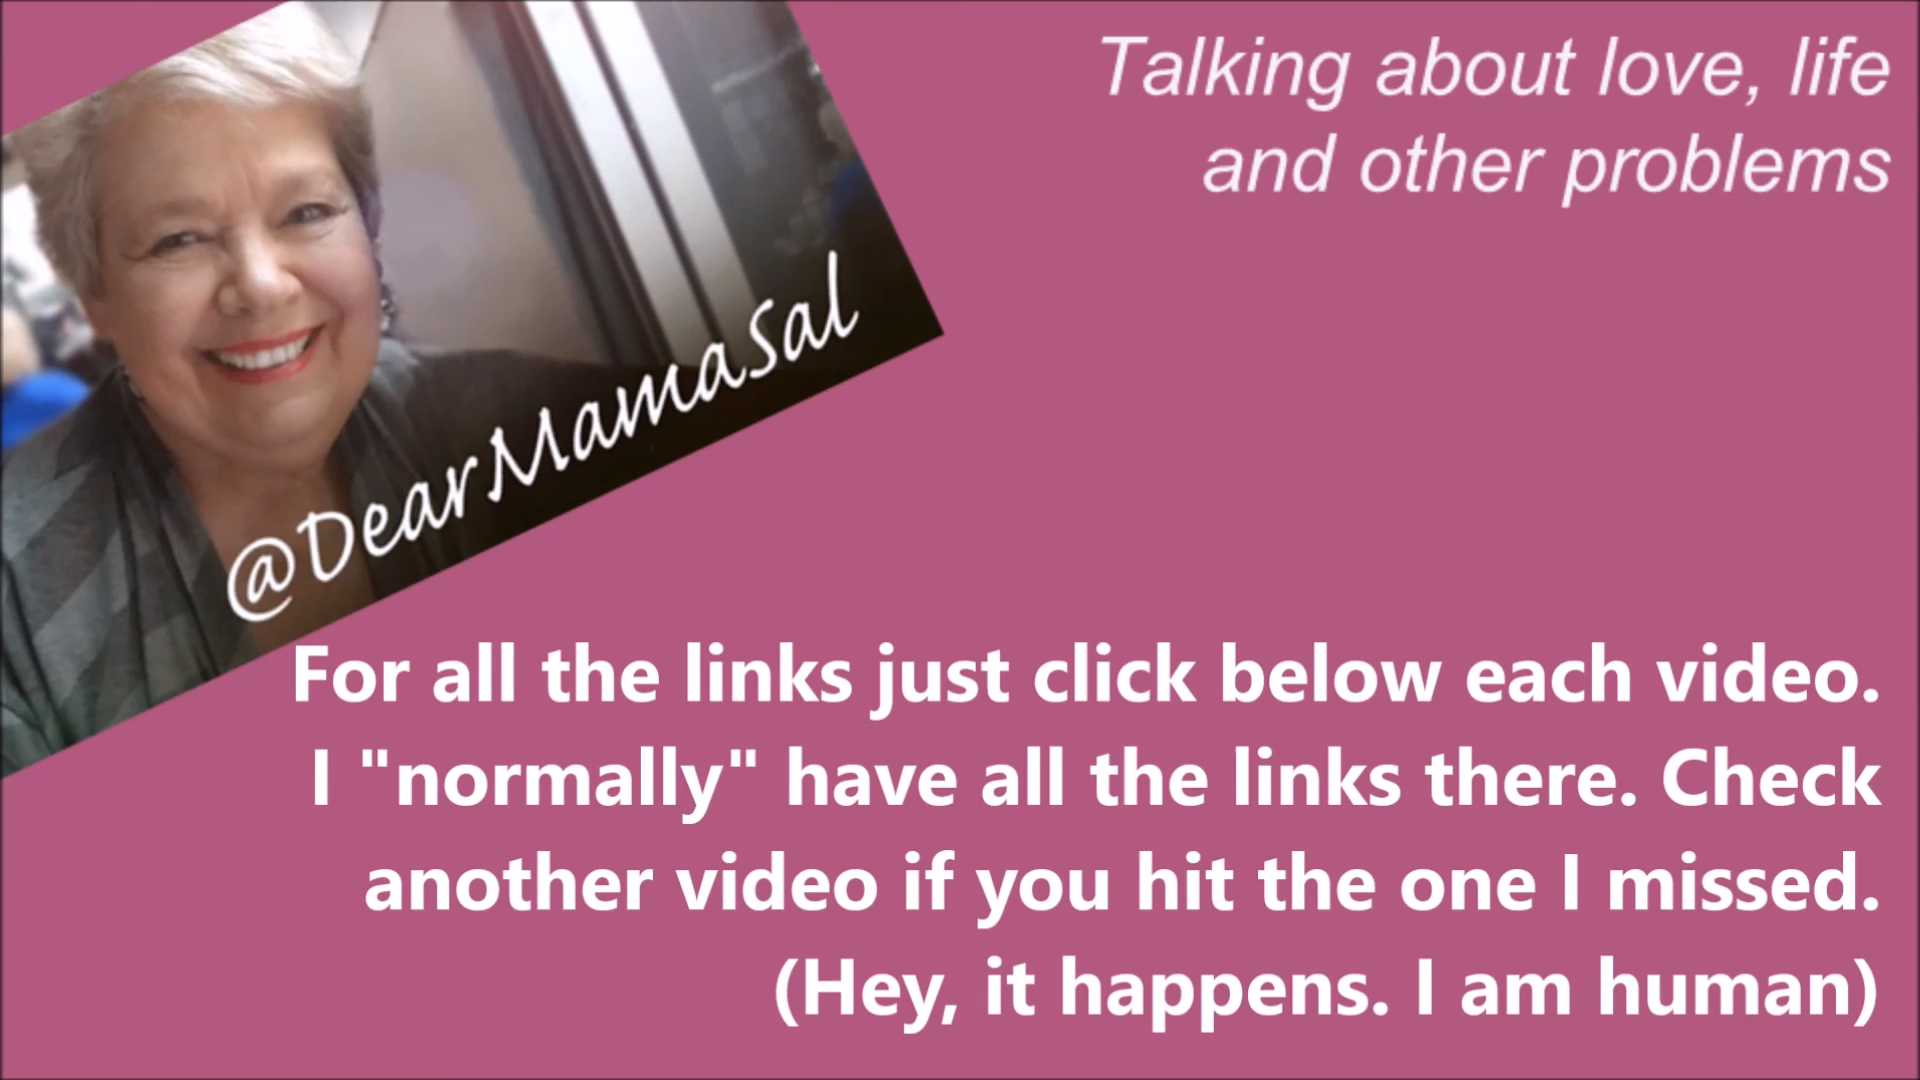 Talking about love, life
and other problems
@DearMamaSal
For all the links just click below each video.
I "normally" have all the links there. Check
another video if you hit the one I missed.
(Hey, it happens. I am human)